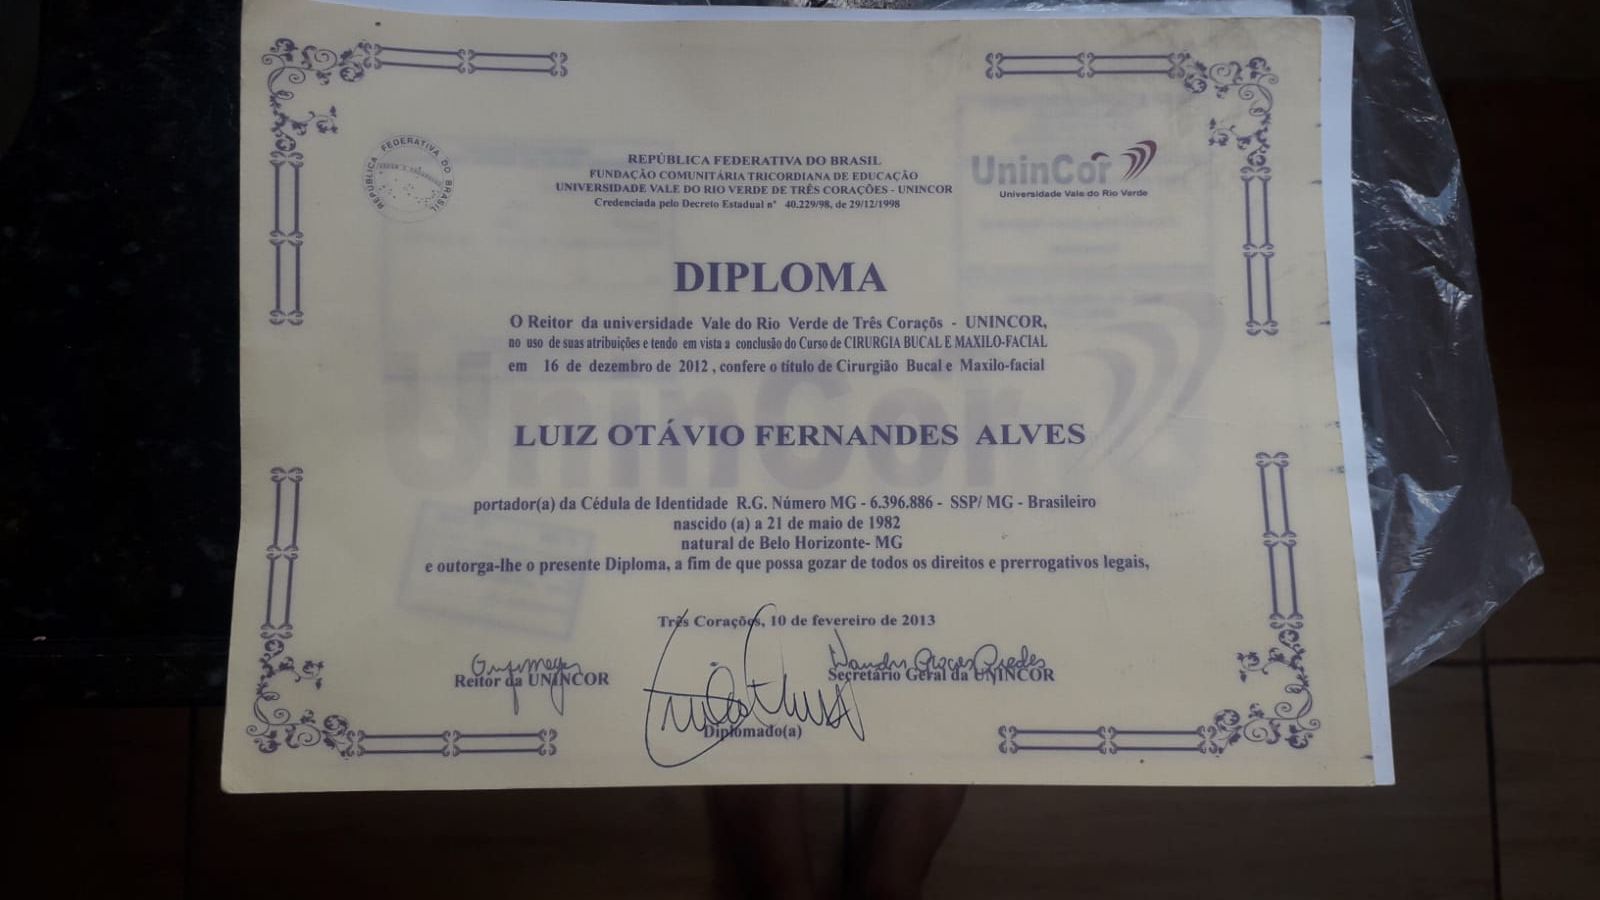 REPÚBLICA FEDERATIVA DO BRASIL
REPÚBLICA FEDERATIVA DO BRASIL
FUNDAÇÃO COMUNITÁRIA TRICORDIANA DE EDUCAÇÃO
UNIVERSIDADE VALE DO RIO VERDE DE TRÊS CORAÇÕES - UNINCOR
Credenciada pelo Decreto Estadual nº 40.229/98, de 29/12/1998
UninCor
Universidade Vale do Rio Verde
DIPLOMA
O Reitor da universidade Vale do Rio Verde de Três Coraçõs - UNINCOR,
no uso de suas atribuições e tendo em vista a conclusão do Curso de CIRURGIA BUCAL E MAXILO-FACIAL
em 16 de dezembro de 2012 , confere o título de Cirurgião Bucal e Maxilo-facial
UninCor
LUIZ OTÁVIO FERNANDES ALVES
portador(a) da Cédula de Identidade R.G. Número MG - 6.396.886 - SSP/ MG - Brasileiro
nascido (a) a 21 de maio de 1982
natural de Belo Horizonte- MG
e outorga-lhe o presente Diploma, a fim de que possa gozar de todos os direitos e prerrogativos legais,
Três Corações, 10 de fevereiro de 2013
Reitor da UNINCOR
Secretário Geral da UNINCOR
Diplomado(a)